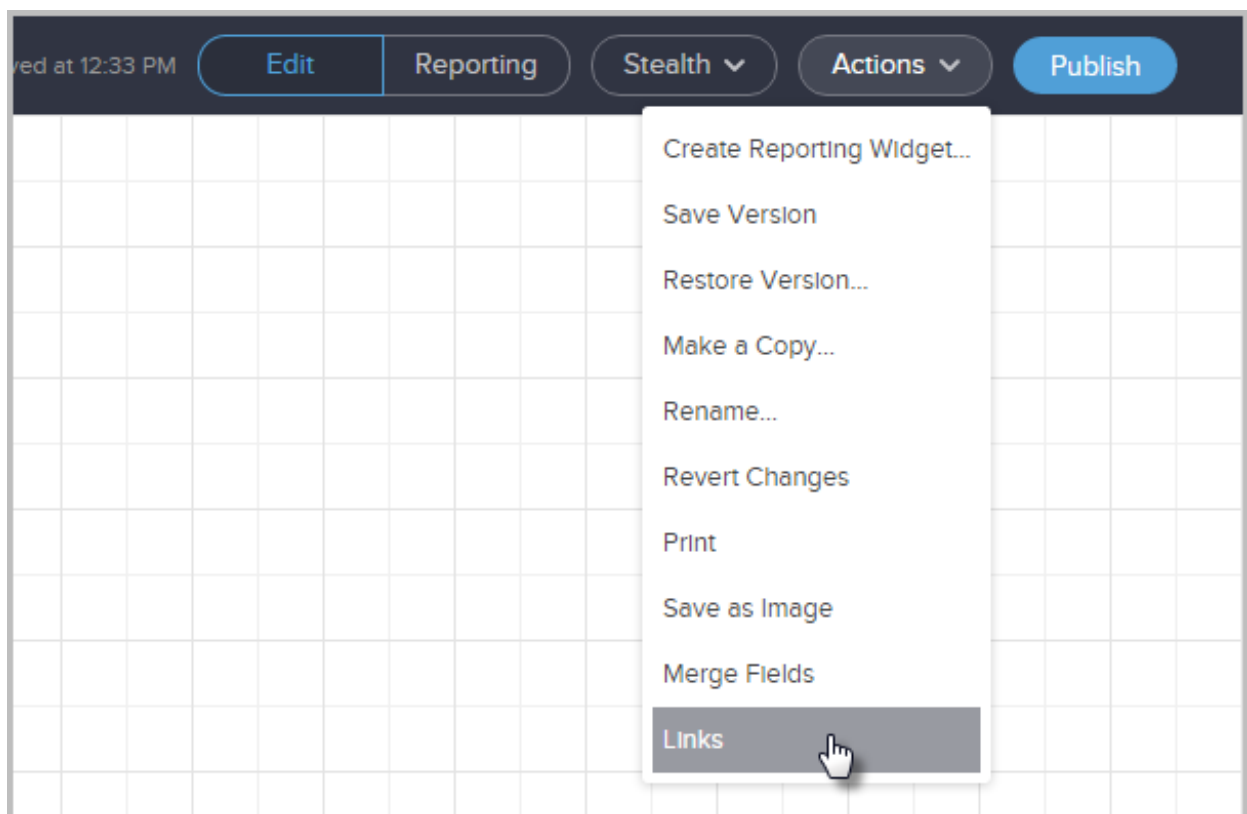 ved at 12:33 PM Edit Reporting Stealth Actions Publish
Create Reporting Widget...
Save Version
Restore Version...
Make a Copy...
Rename...
Revert Changes
Print
Save as Image
Merge Fields
Links